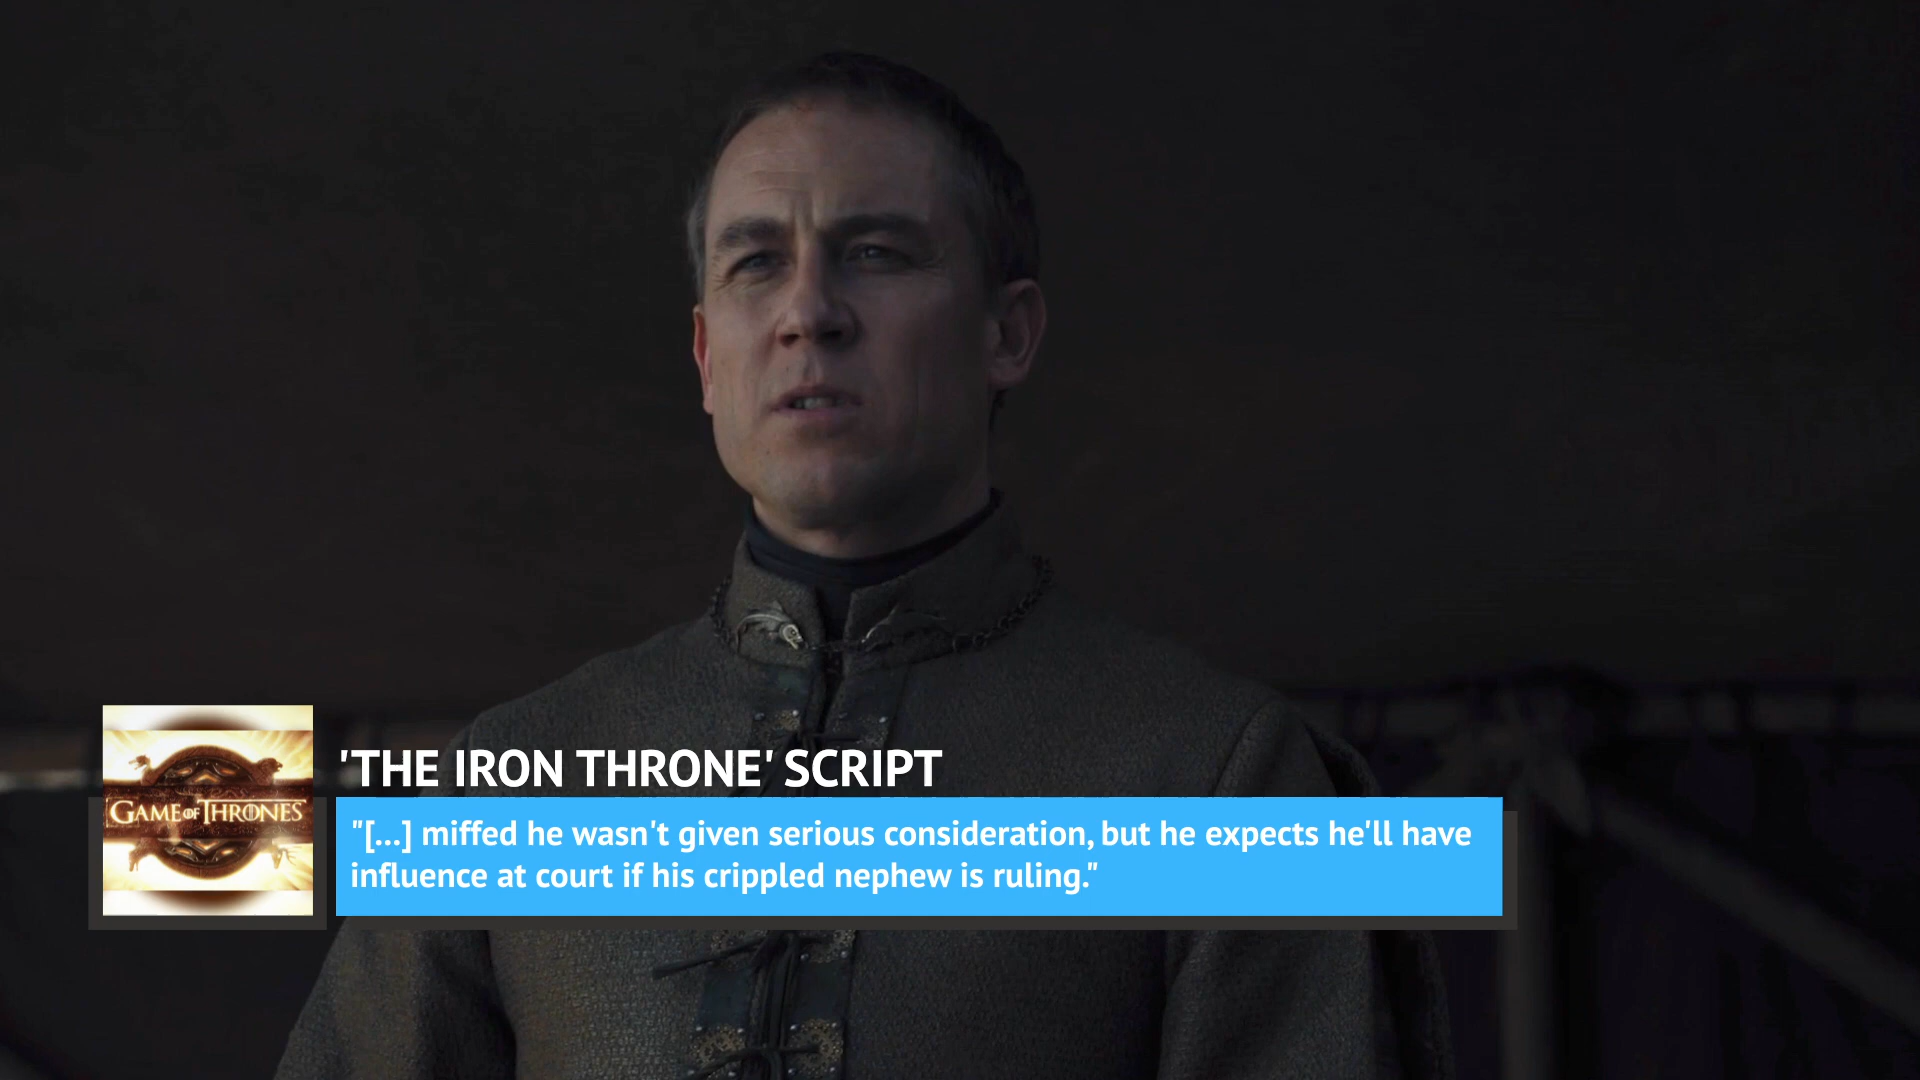 'THE IRON THRONE' SCRIPT
GAME OF THRONES
"[...] miffed he wasn't given serious consideration, but he expects he'll have
influence at court if his crippled nephew is ruling."